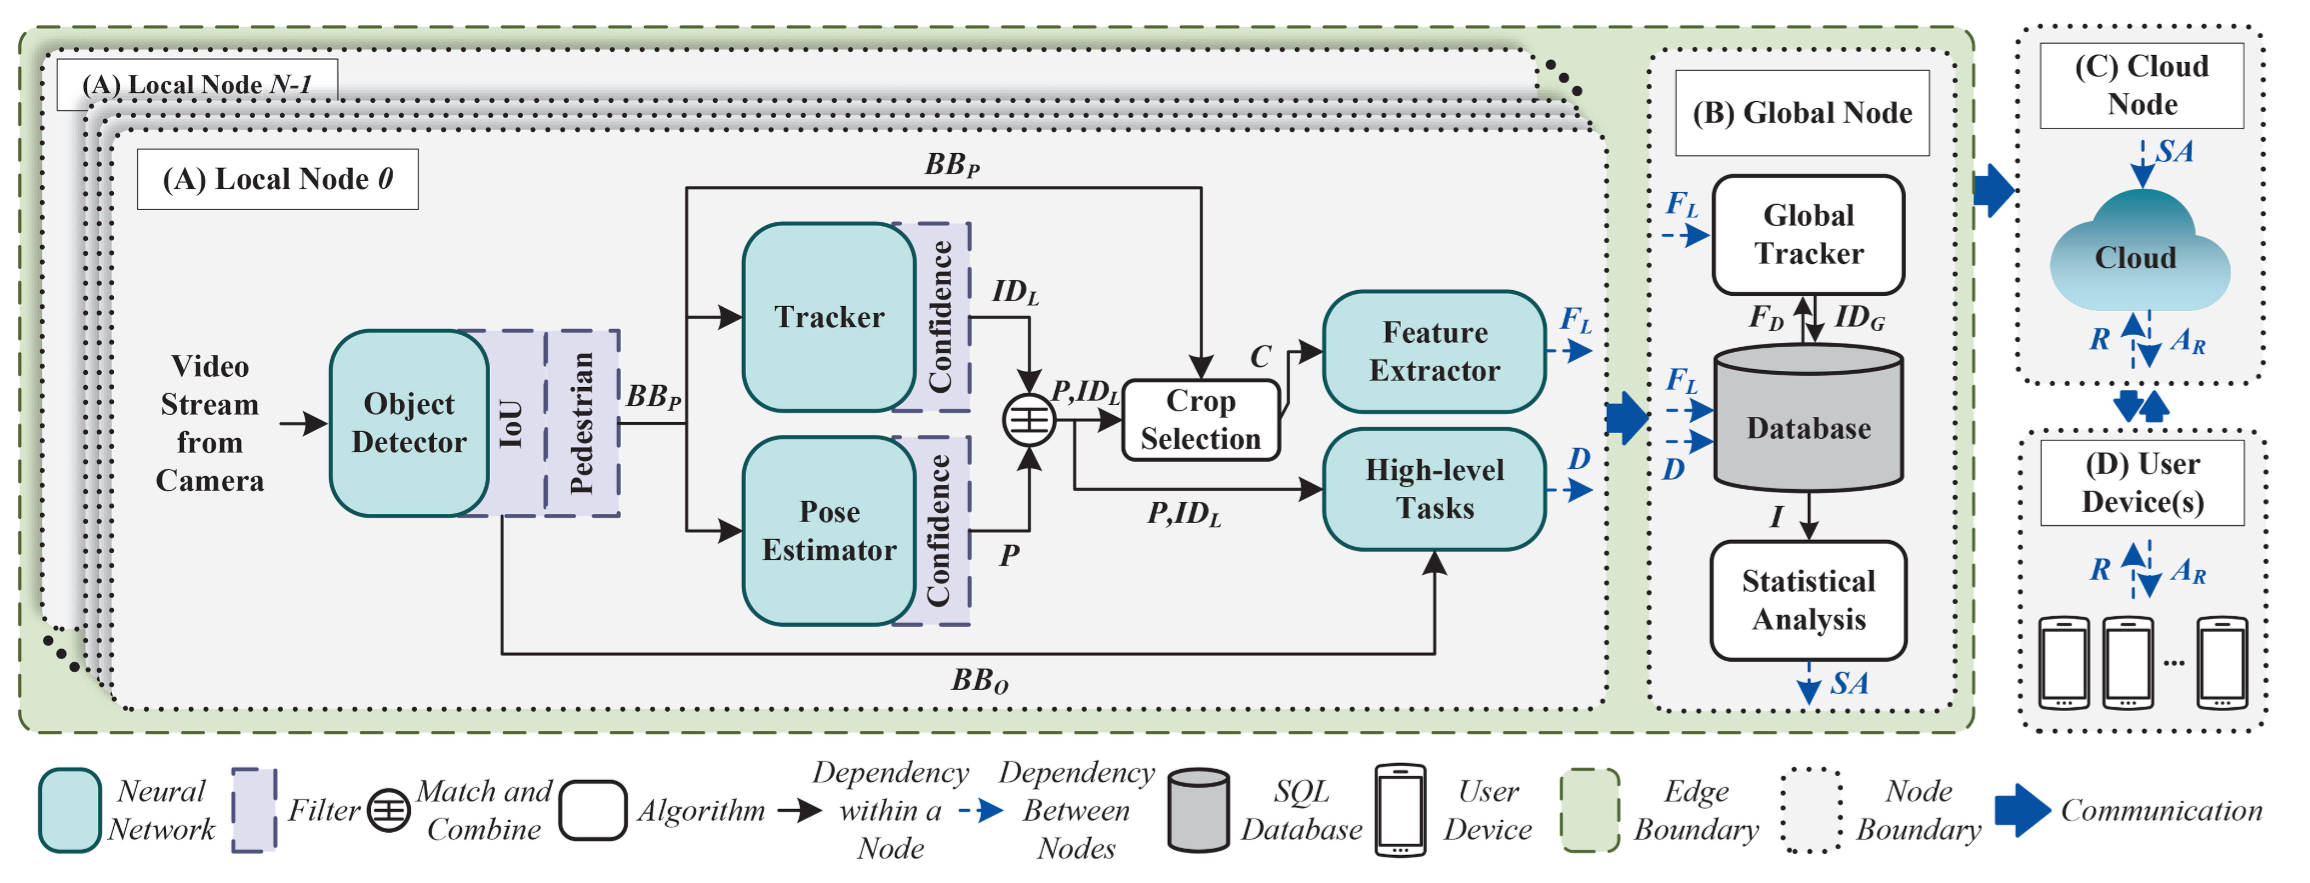 (A) Local Node N-1
(A) Local Node 0
Video
Stream
from
Camera
Object
Detector
IoU
Pedestrian
BB_P
BB_P
Tracker
Confidence
ID_L
Pose
Estimator
Confidence
P
P,ID_L
Crop
Selection
C
P,ID_L
BB_O
Feature
Extractor
F_L
High-level
Tasks
D
(B) Global Node
F_L
Global
Tracker
F_D
ID_G
F_L
D
Database
I
Statistical
Analysis
SA
(C) Cloud
Node
SA
Cloud
R
A_R
(D) User
Device(s)
R
A_R
...
Neural
Network
Filter
Match and
Combine
Algorithm
Dependency
within a
Node
Dependency
Between
Nodes
SQL
Database
User
Device
Edge
Boundary
Node
Boundary
Communication